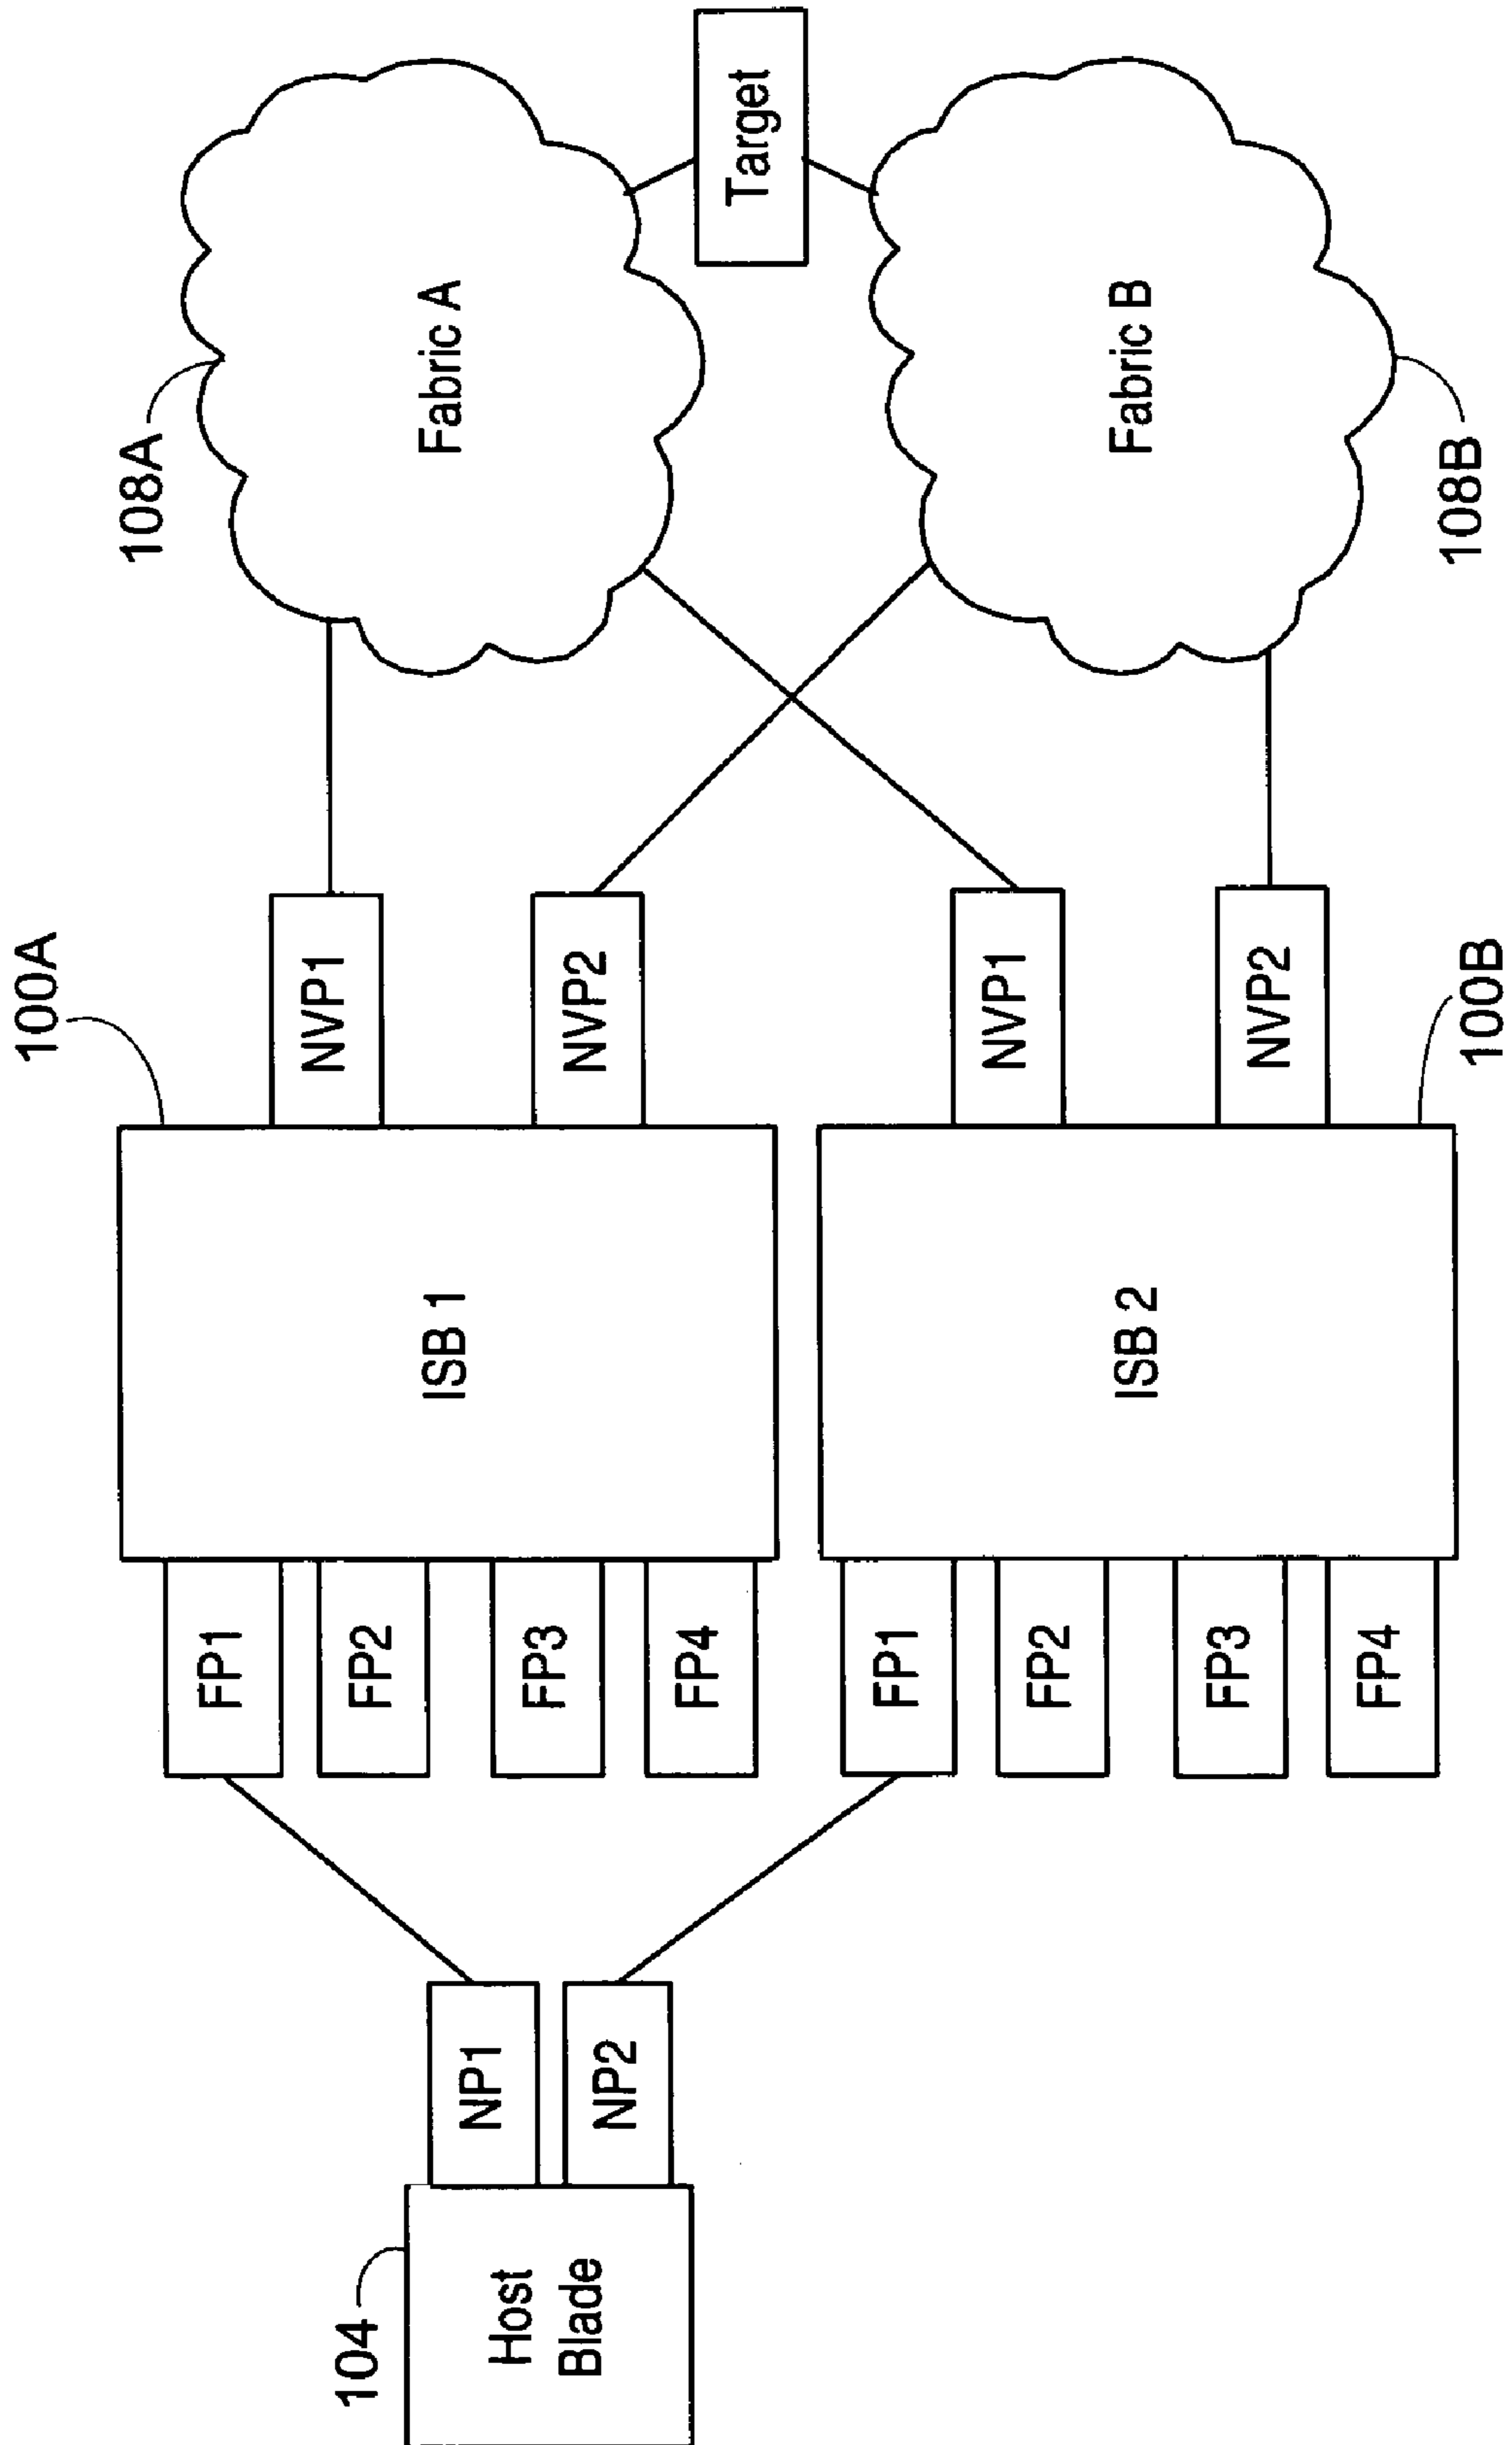 104
Host
Blade
NP1
NP2
FP1
FP2
FP3
FP4
FP1
FP2
FP3
FP4
ISB 1
ISB 2
100A
NVP1
NVP2
NVP1
NVP2
100B
108A
Fabric A
Fabric B
108B
Target